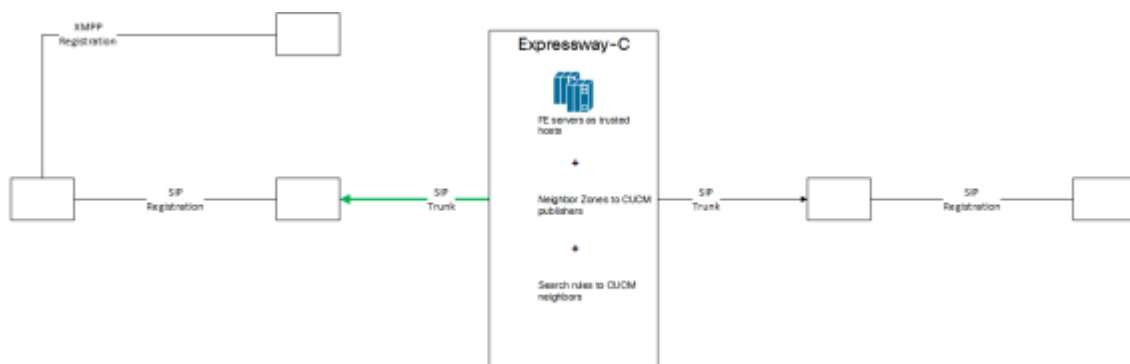 XMPP
Registration
Expressway-C
FE servers as trusted
hosts
+
SIP
Registration
SIP
Trunk
Neighbor Zones to CUCM
publishers
SIP
Trunk
SIP
Registration
+
Search rules to CUCM
neighbors